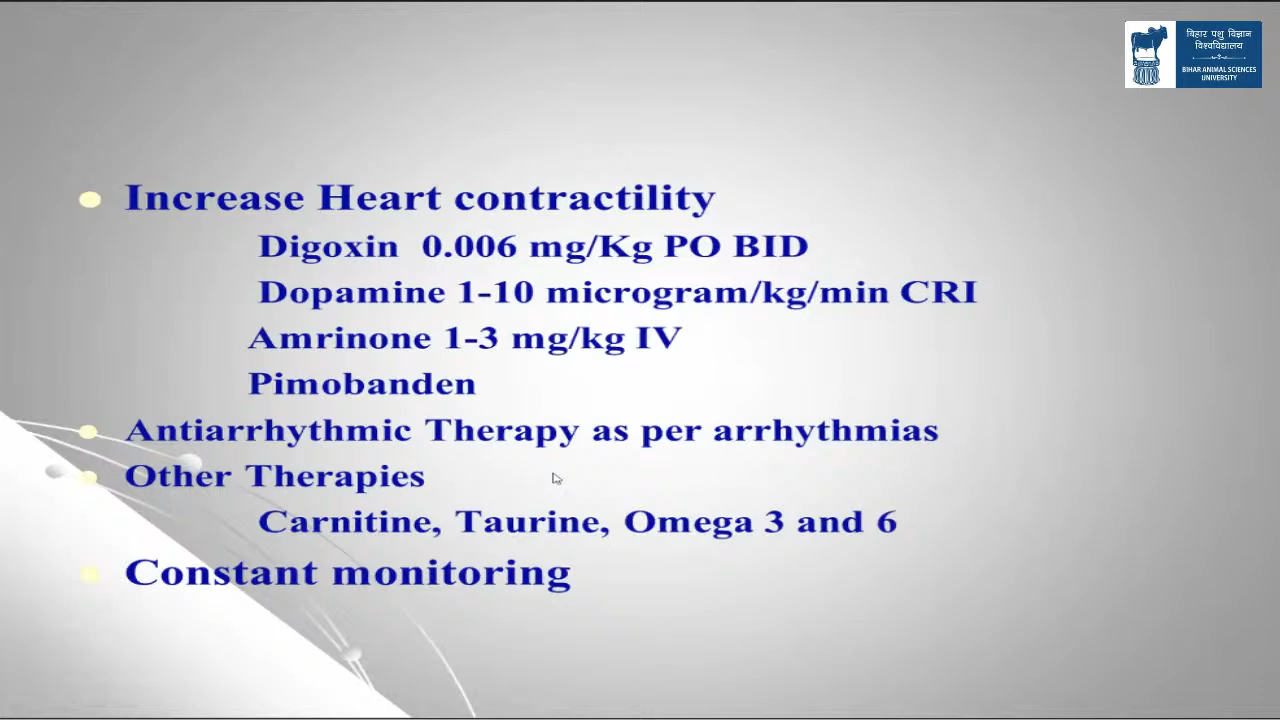 बिहार पशु विज्ञान
विश्वविद्यालय
BIHAR ANIMAL SCIENCES
UNIVERSITY
Increase Heart contractility
Digoxin 0.006 mg/Kg PO BID
Dopamine 1-10 microgram/kg/min CRI
Amrinone 1-3 mg/kg IV
Pimobanden
Antiarrhythmic Therapy as per arrhythmias
Other Therapies
Carnitine, Taurine, Omega 3 and 6
Constant monitoring